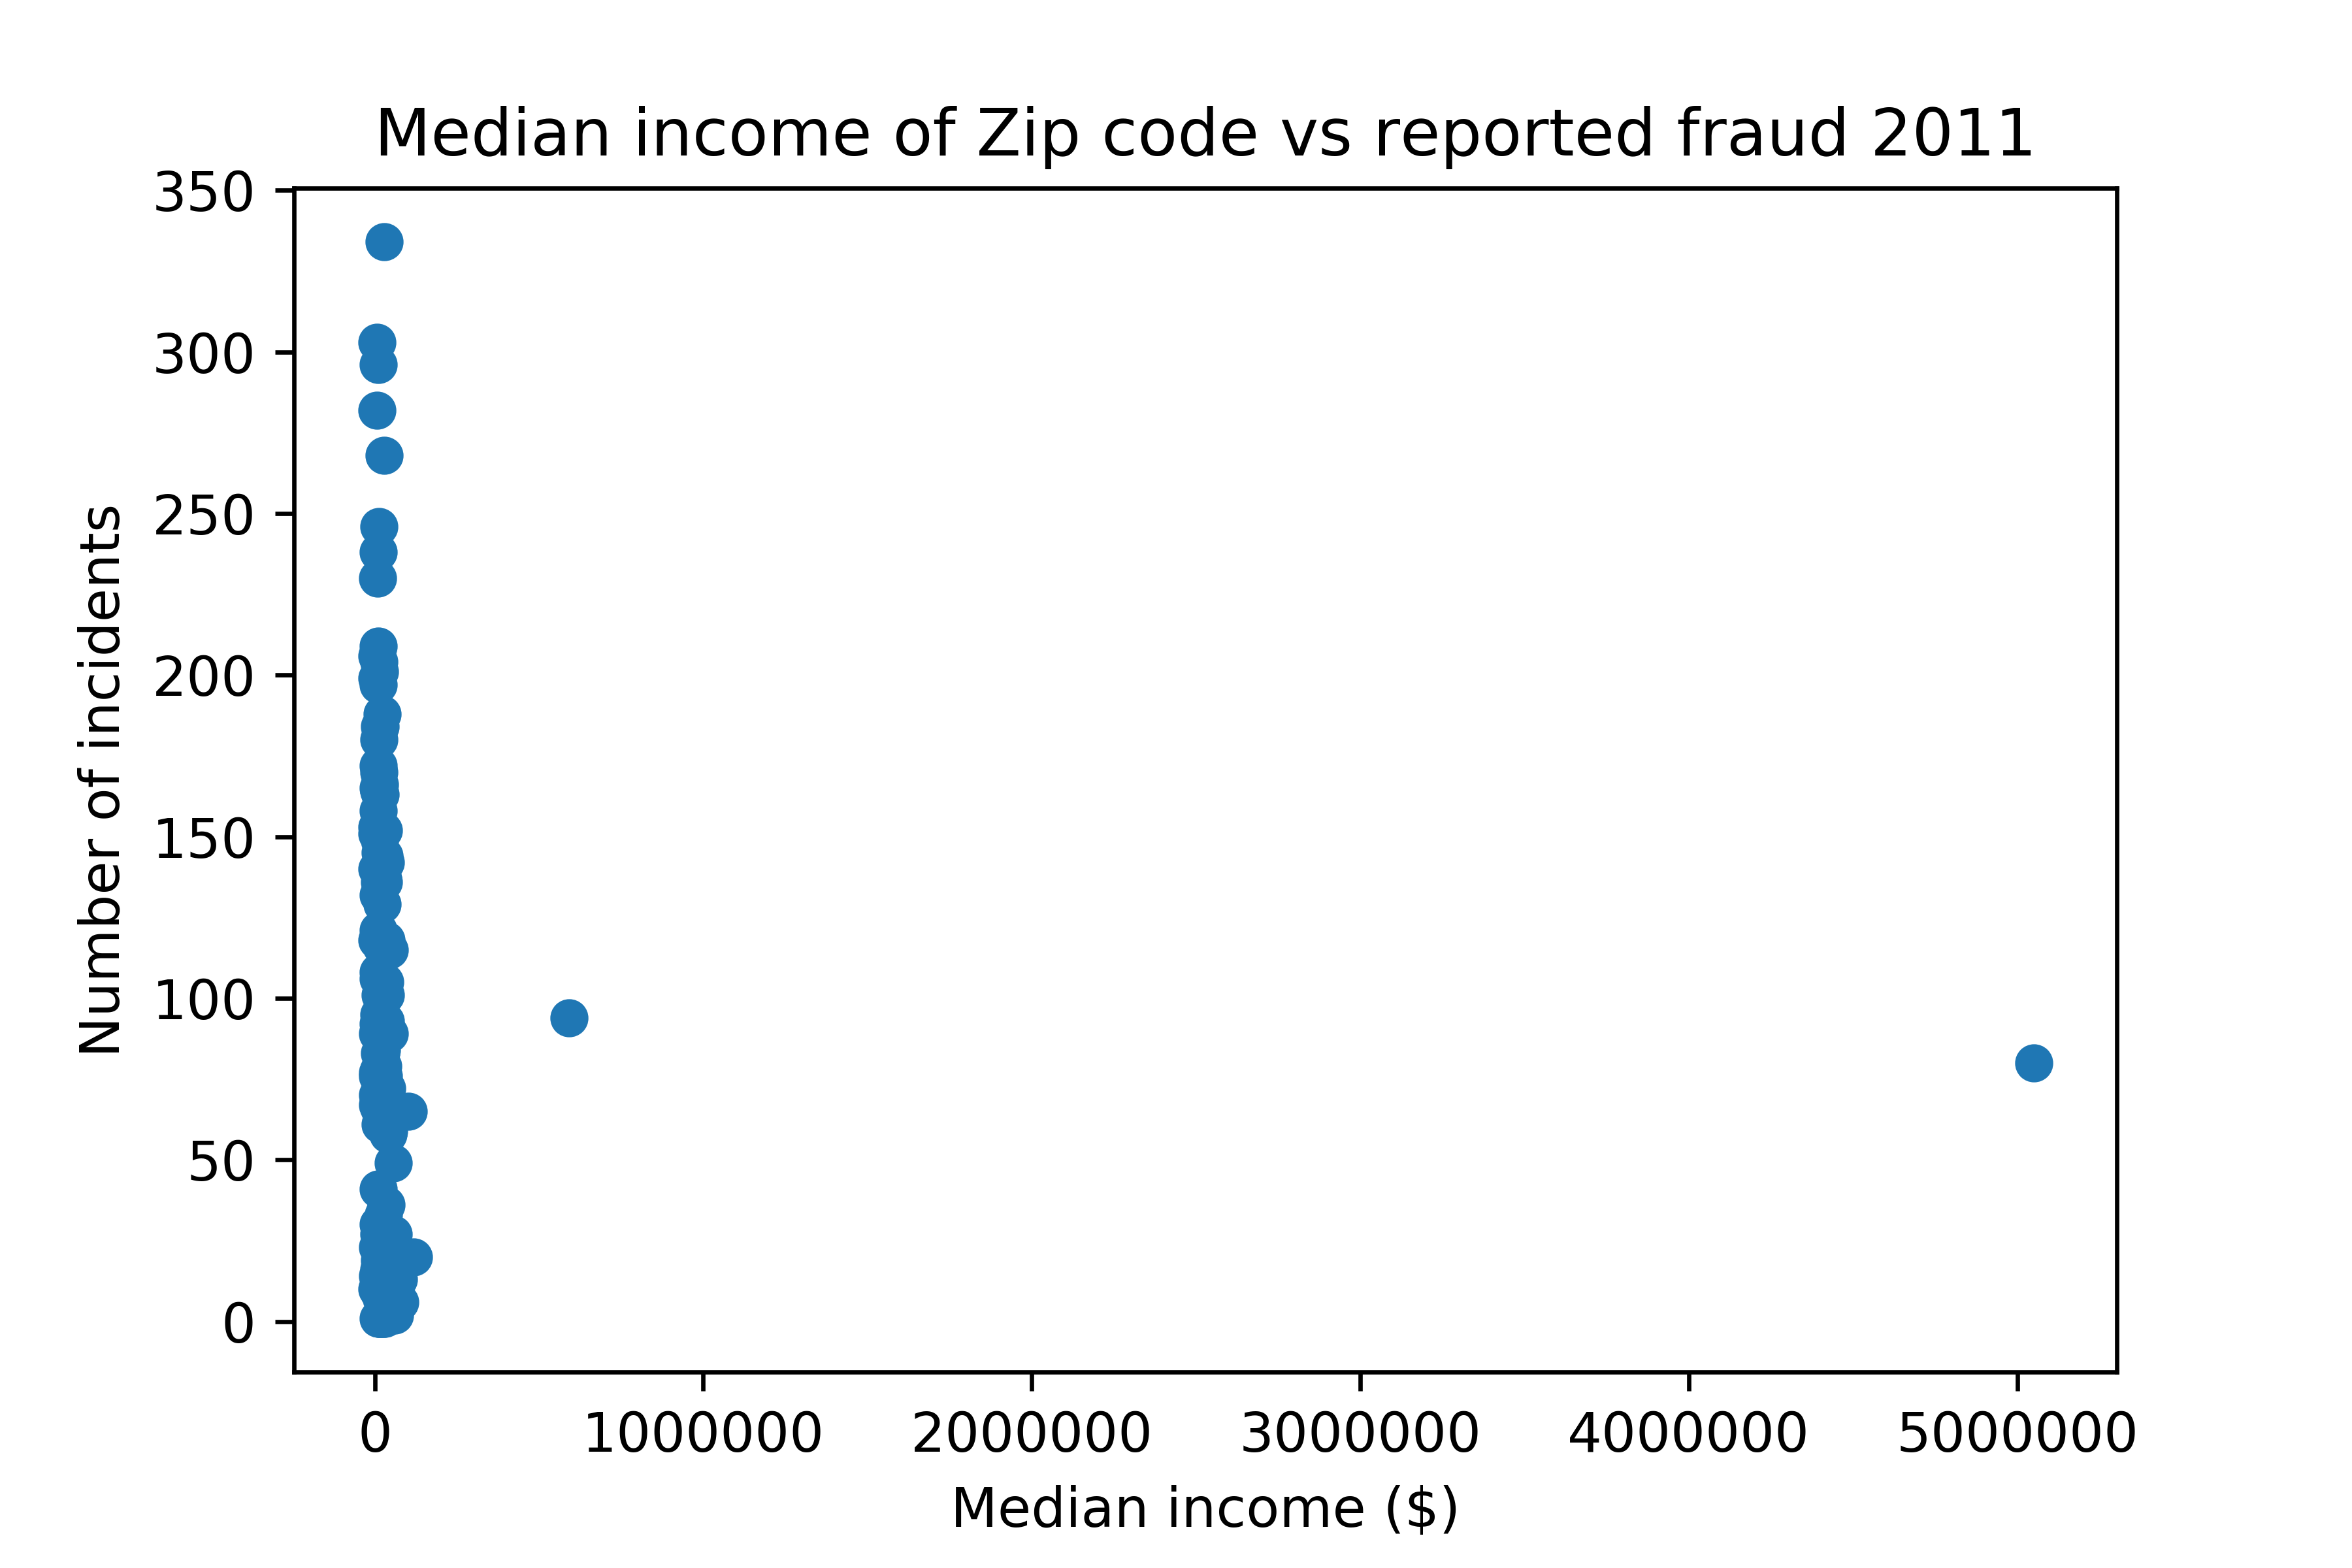 Median income of Zip code vs reported fraud 2011
350
300
250
200
150
100
50
0
Number of incidents
0 1000000 2000000 3000000 4000000 5000000
Median income ($)